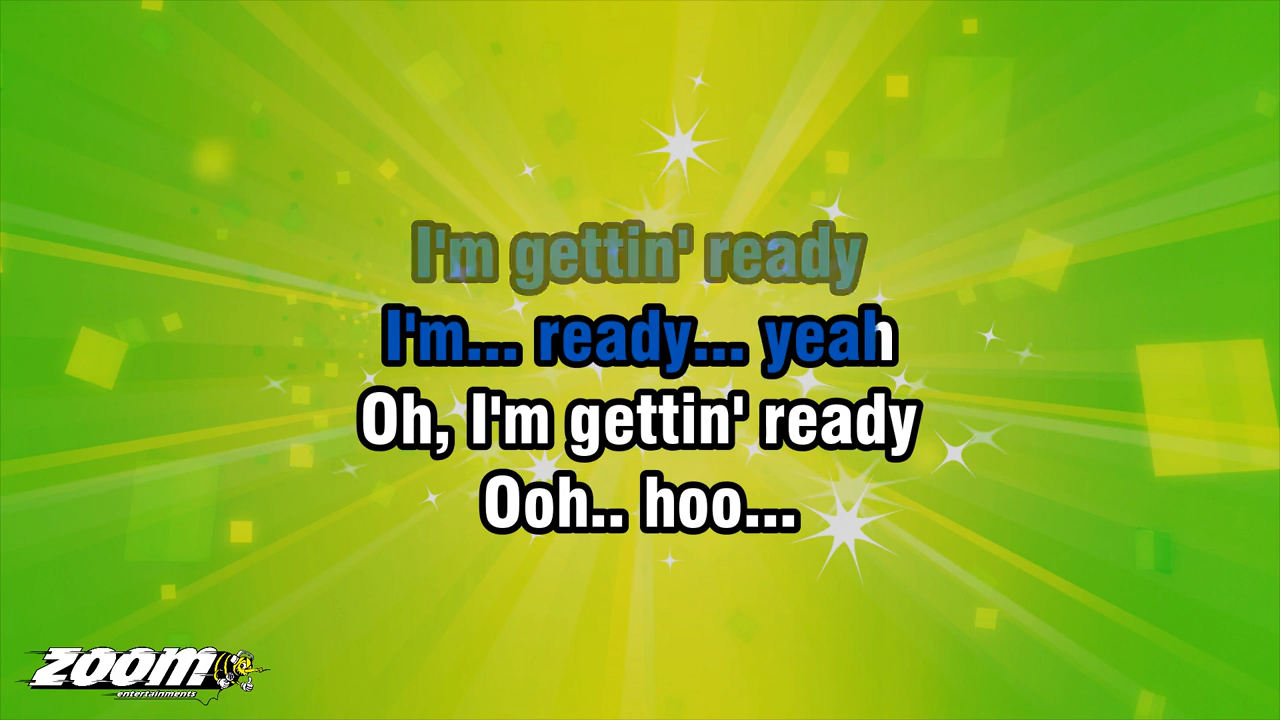 I'm gettin' ready
I'm... ready... yeah
Oh, I'm gettin' ready
Ooh.. hoo...
zoom
entertainments